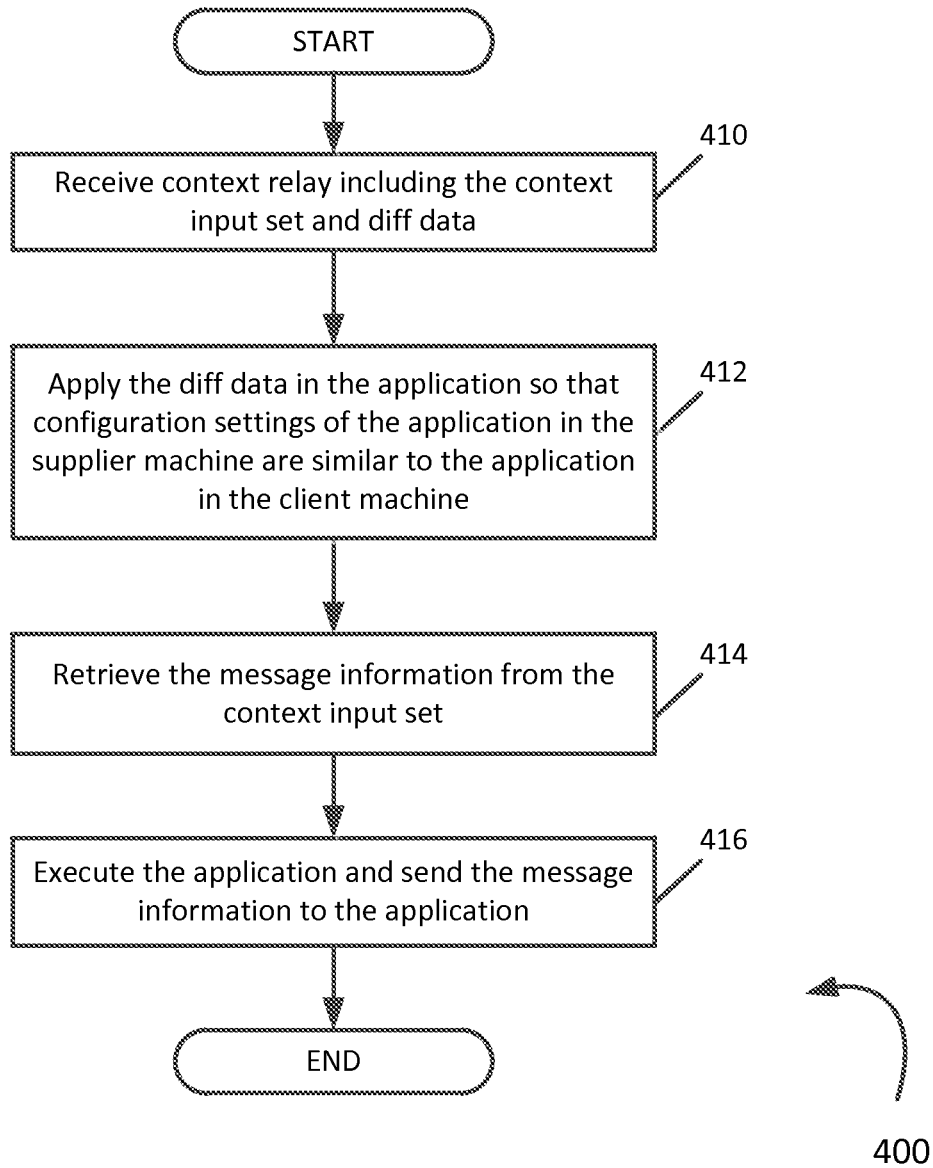 START
410
Receive context relay including the context
input set and diff data
412
Apply the diff data in the application so that
configuration settings of the application in the
supplier machine are similar to the application
in the client machine
414
Retrieve the message information from the
context input set
416
Execute the application and send the message
information to the application
END
400